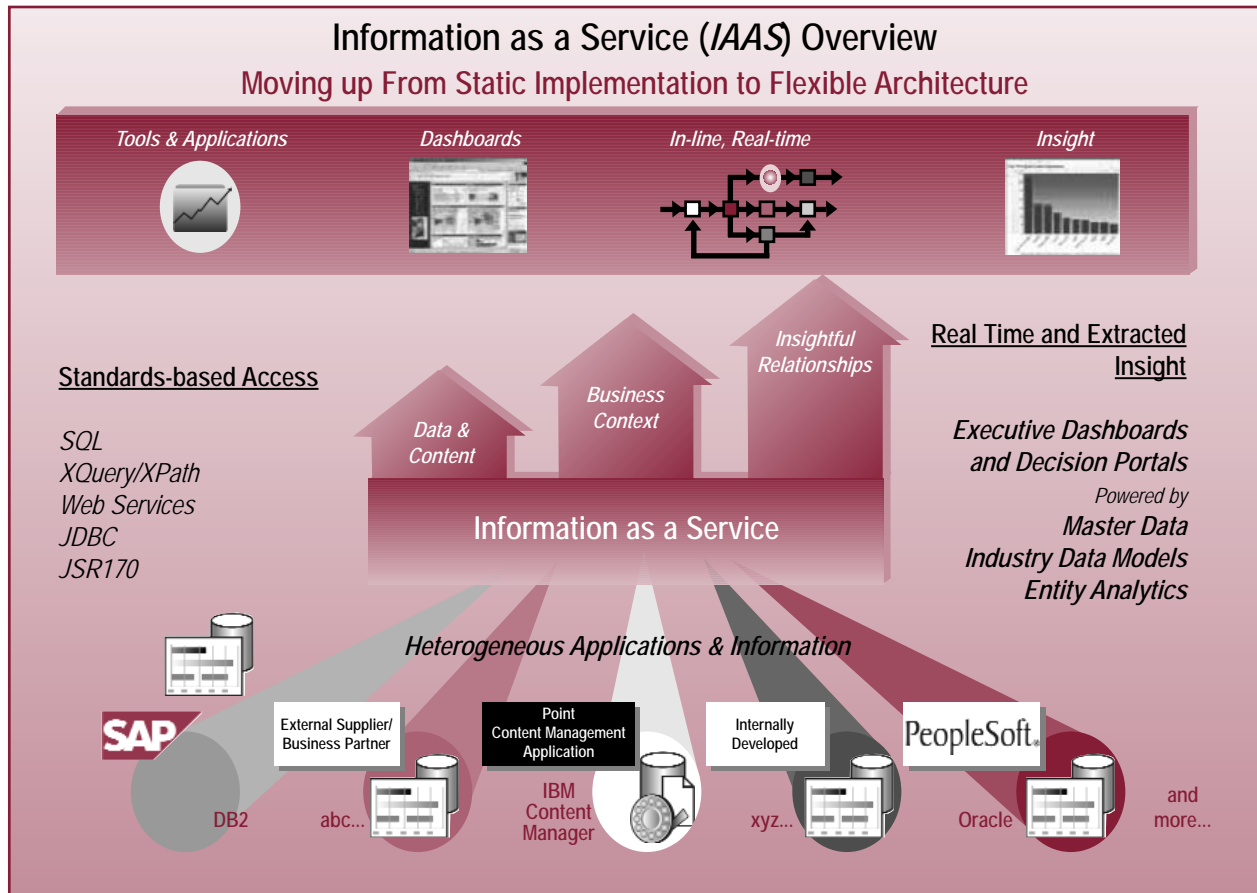 Information as a Service (IAAS) Overview
Moving up From Static Implementation to Flexible Architecture
Tools & Applications
Dashboards
In-line, Real-time
Insight
Standards-based Access
SQL
XQuery/XPath
Web Services
JDBC
JSR170
Data &
Content
Business
Context
Insightful
Relationships
Real Time and Extracted
Insight
Executive Dashboards
and Decision Portals
Powered by
Master Data
Industry Data Models
Entity Analytics
Information as a Service
Heterogeneous Applications & Information
SAP
External Supplier/
Business Partner
Point
Content Management
Application
Internally
Developed
PeopleSoft®
DB2
abc...
IBM
Content
Manager
xyz...
Oracle
and
more...